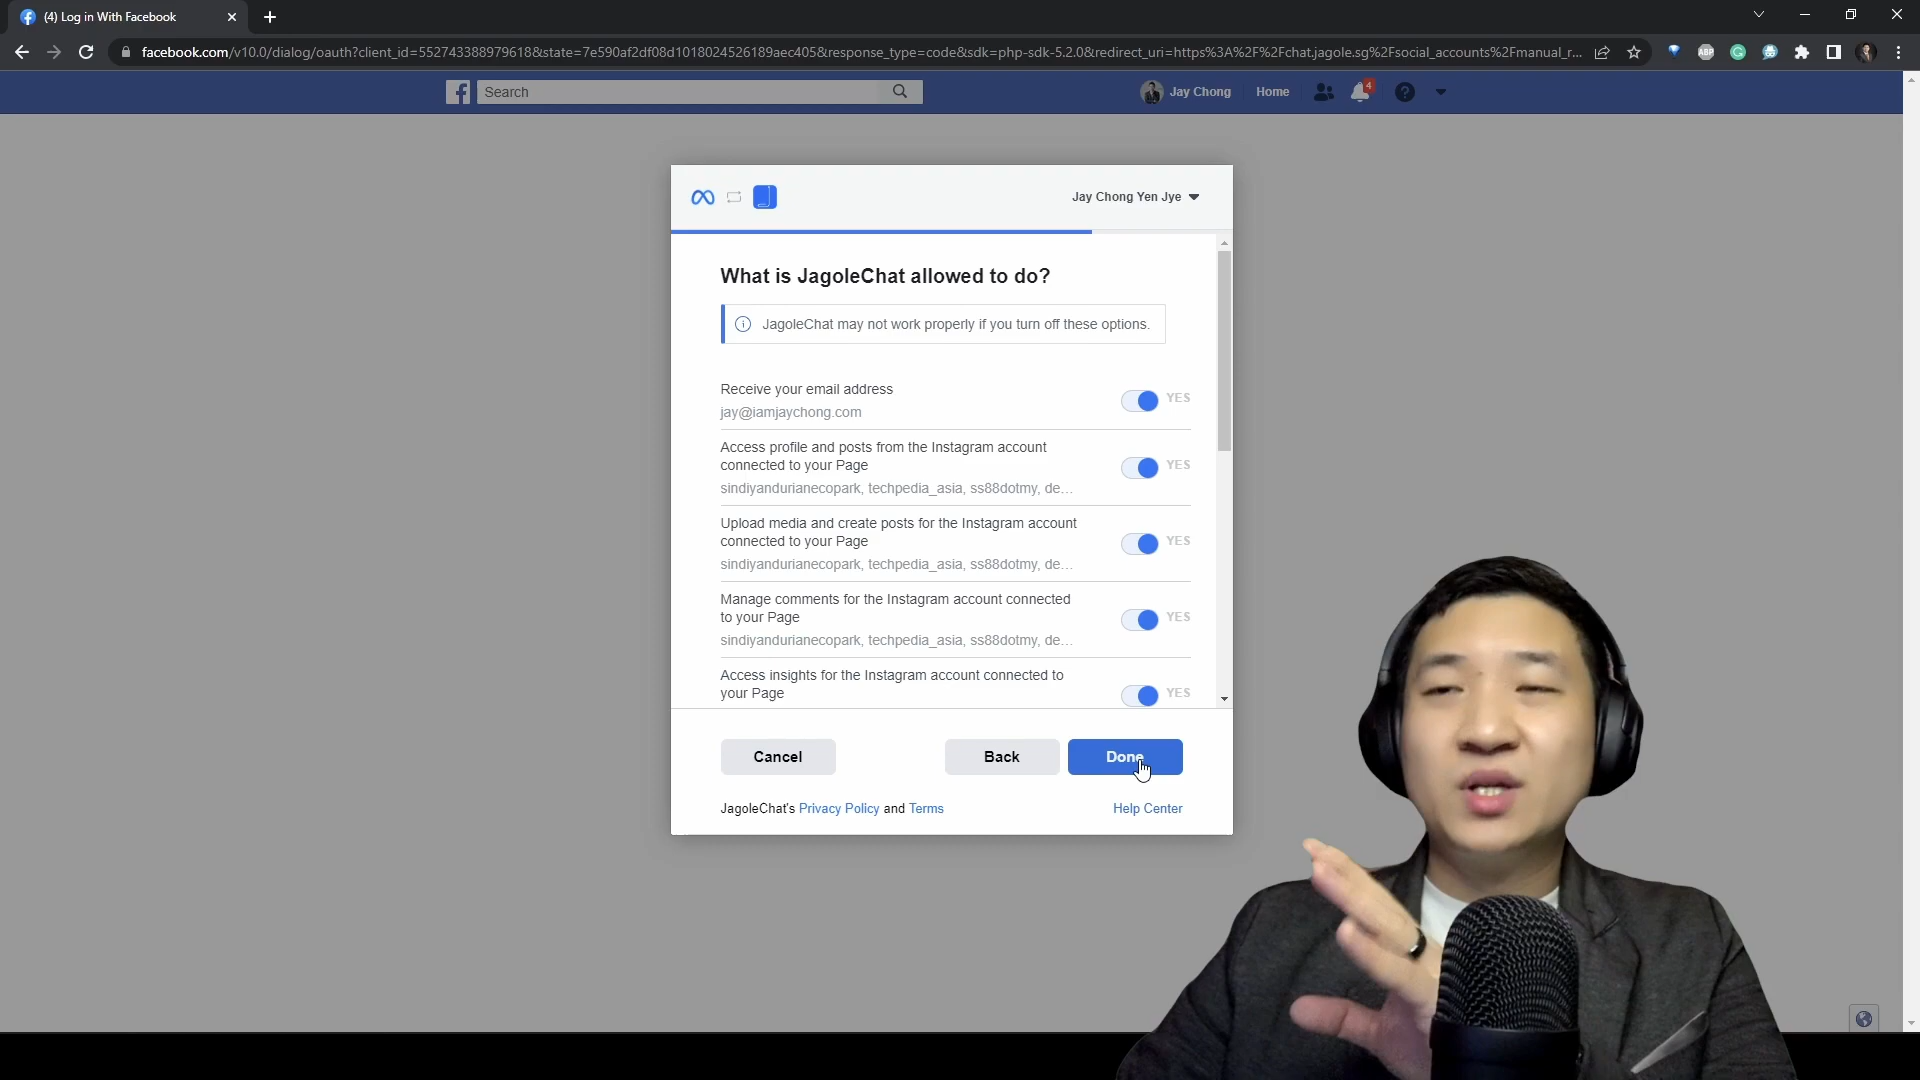 (4) Log in With Facebook
facebook.com/v10.0/dialog/oauth?client_id=552743388979618&state=7e590af2df08d1018024526189aec405&response_type=code&sdk=php-sdk-5.2.0&redirect_uri=https%3A%2F%2Fchat.jagole.sg%2Fsocial_accounts%2Fmanual_r...
ABP
Search
Jay Chong
Home
4
Jay Chong Yen Jye
What is JagoleChat allowed to do?
JagoleChat may not work properly if you turn off these options.
Receive your email address
YES
jay@iamjaychong.com
Access profile and posts from the Instagram account
connected to your Page
YES
sindiyandurianecopark, techpedia_asia, ss88dotmy, de...
Upload media and create posts for the Instagram account
connected to your Page
YES
sindiyandurianecopark, techpedia_asia, ss88dotmy, de...
Manage comments for the Instagram account connected
to your Page
YES
sindiyandurianecopark, techpedia_asia, ss88dotmy, de...
Access insights for the Instagram account connected to
your Page
YES
Cancel
Back
Done
JagoleChat's Privacy Policy and Terms
Help Center